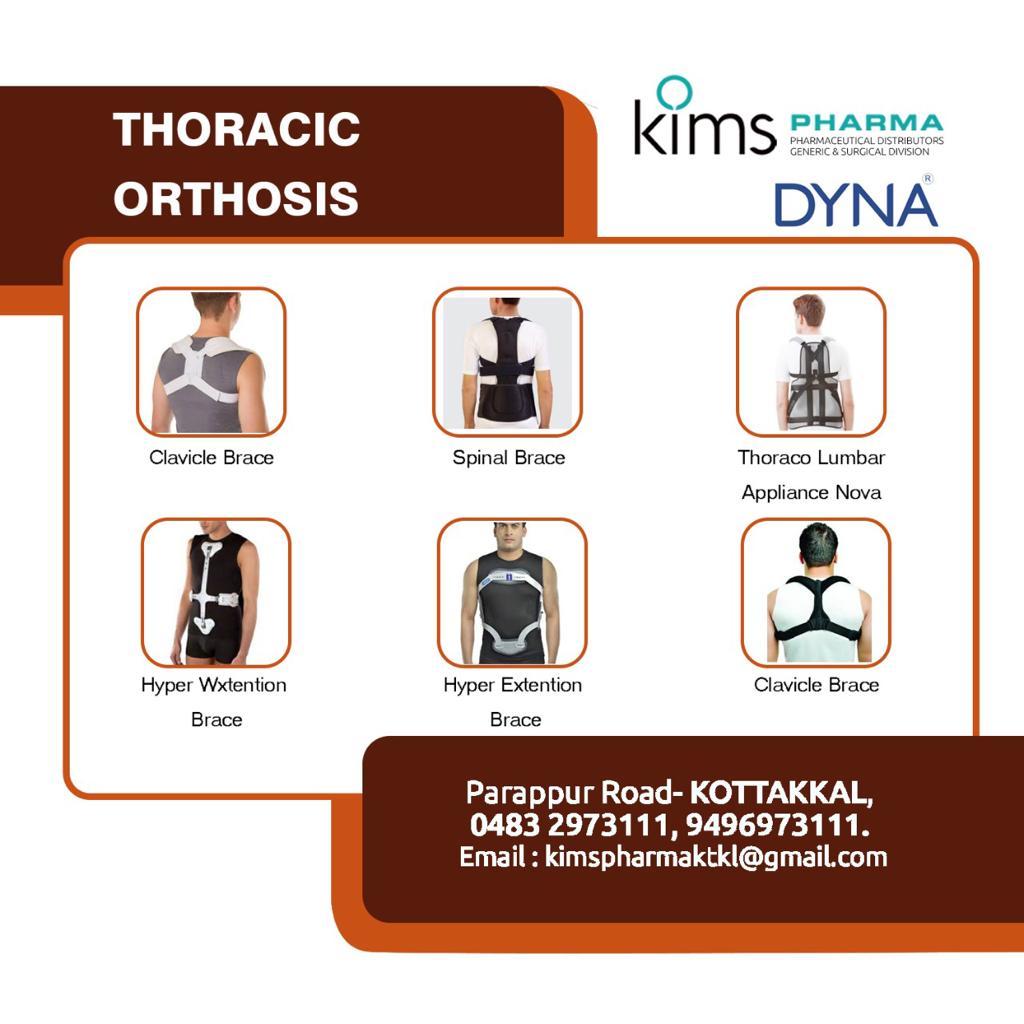 THORACIC
ORTHOSIS
kims PHARMA
PHARMACEUTICAL DISTRIBUTORS
GENERIC & SURGICAL DIVISION
DYNA®
Clavicle Brace
Spinal Brace
Thoraco Lumbar
Appliance Nova
Hyper Wxtention
Brace
Hyper Extention
Brace
Clavicle Brace
Parappur Road- KOTTAKKAL,
0483 2973111, 9496973111.
Email : kimspharmaktkl@gmail.com